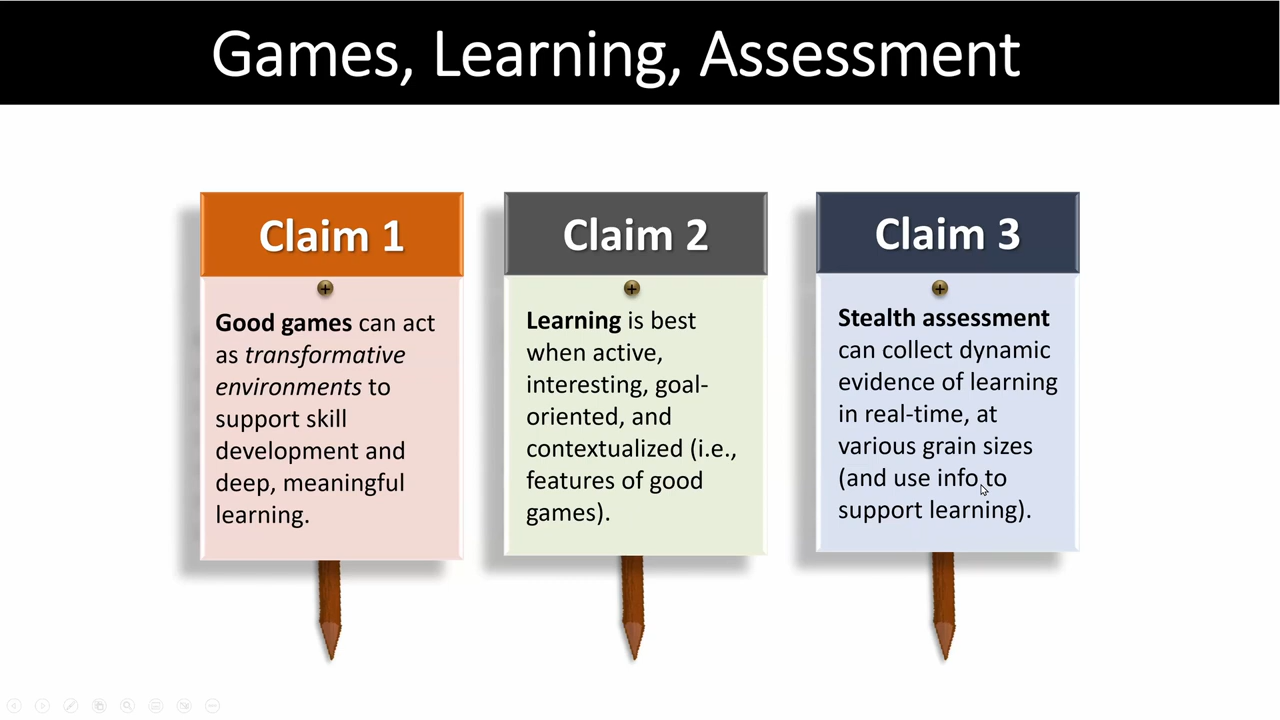 Games, Learning, Assessment
Claim 1
Good games can act
as transformative
environments to
support skill
development and
deep, meaningful
learning.
Claim 2
Learning is best
when active,
interesting, goal-
oriented, and
contextualized (i.e.,
features of good
games).
Claim 3
Stealth assessment
can collect dynamic
evidence of learning
in real-time, at
various grain sizes
(and use info to
support learning).